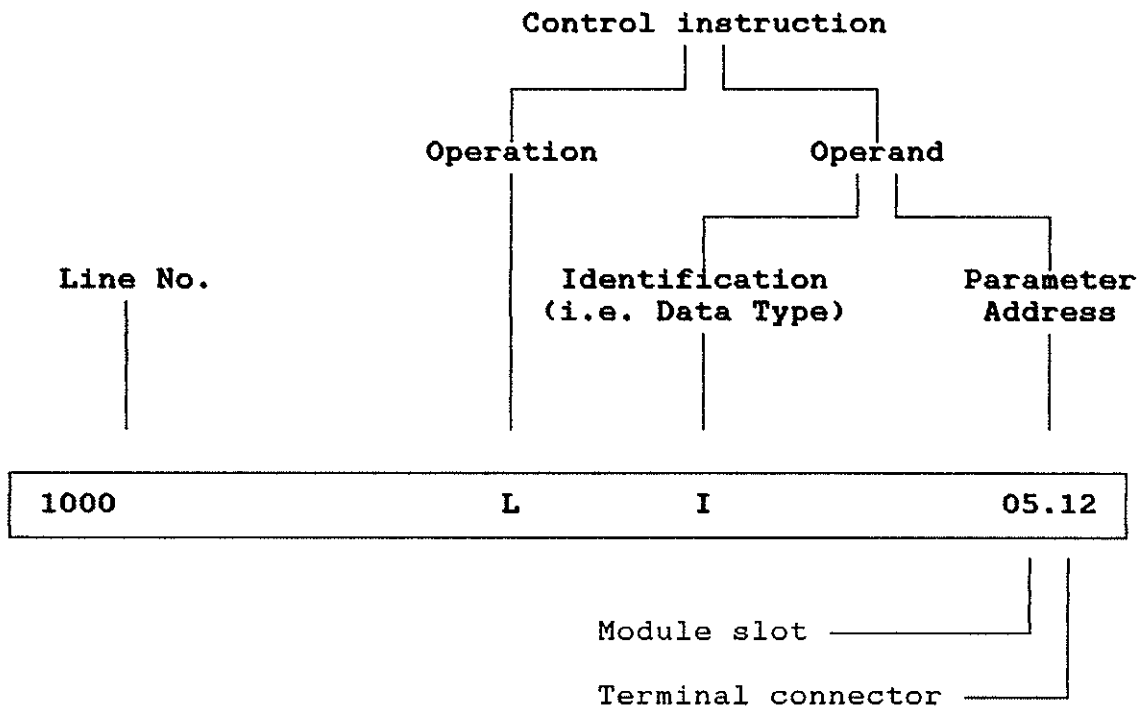 Control instruction
Operation Operand
Line No. Identification Parameter
(i.e. Data Type) Address
1000 L I 05.12
Module slot
Terminal connector